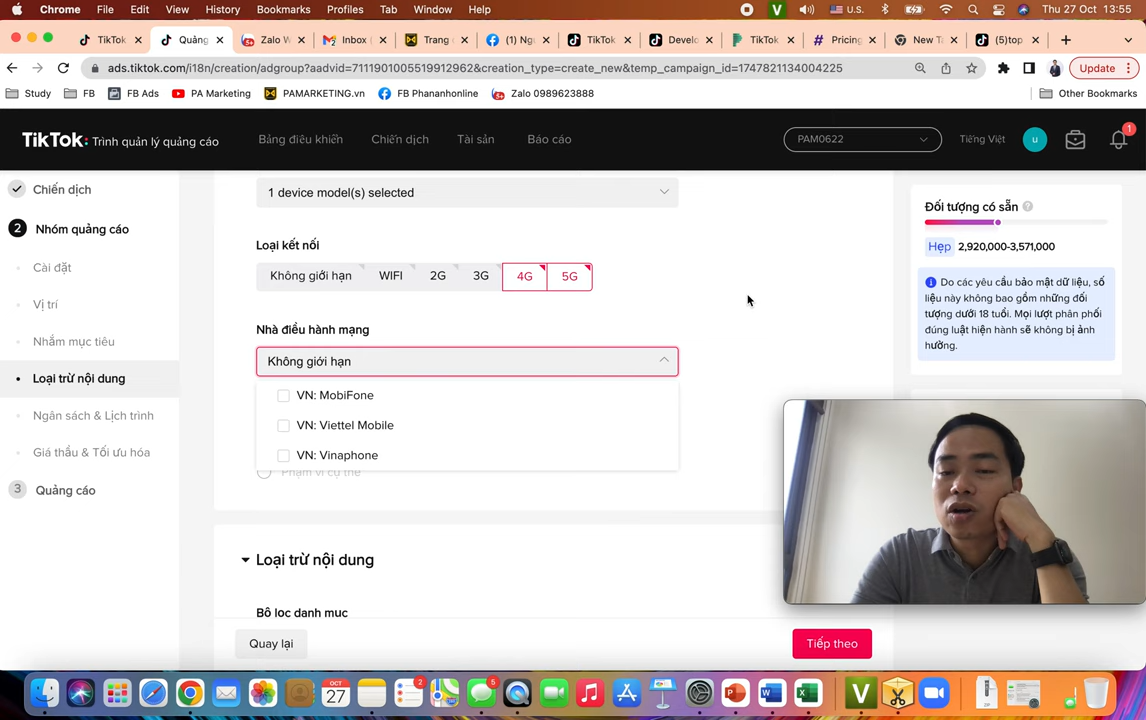 Chrome File Edit View History Bookmarks Profiles Tab Window Help V U.S. Thu 27 Oct 13:55
TikTok Quảng Zalo W Inbox ( Trang (1) Ng TikTok Develo TikTok Pricing New T (5)top
ads.tiktok.com/i18n/creation/adgroup?aadvid=7111901005519912962&creation_type=create_new&temp_campaign_id=1747821134004225 Update
Study FB FB Ads PA Marketing PAMARKETING.vn FB Phananhonline Zalo 0989623888 Other Bookmarks
TikTok: Trình quản lý quảng cáo Bảng điều khiển Chiến dịch Tài sản Báo cáo PAM0622 Tiếng Việt u 1
Chiến dịch
2 Nhóm quảng cáo
Cài đặt
Vị trí
Nhắm mục tiêu
Loại trừ nội dung
Ngân sách & Lịch trình
Giá thầu & Tối ưu hóa
3 Quảng cáo
1 device model(s) selected
Loại kết nối
Không giới hạn WIFI 2G 3G 4G 5G
Nhà điều hành mạng
Không giới hạn
VN: MobiFone
VN: Viettel Mobile
VN: Vinaphone
Phạm vi cụ thể
Loại trừ nội dung
Bộ lọc danh mục
Quay lại Tiếp theo
Đối tượng có sẵn ?
Hẹp 2,920,000-3,571,000
Do các yêu cầu bảo mật dữ liệu, số
liệu này không bao gồm những đối
tượng dưới 18 tuổi. Mọi lượt phân phối
đúng luật hiện hành sẽ không bị ảnh
hưởng.
OCT
27
2
5